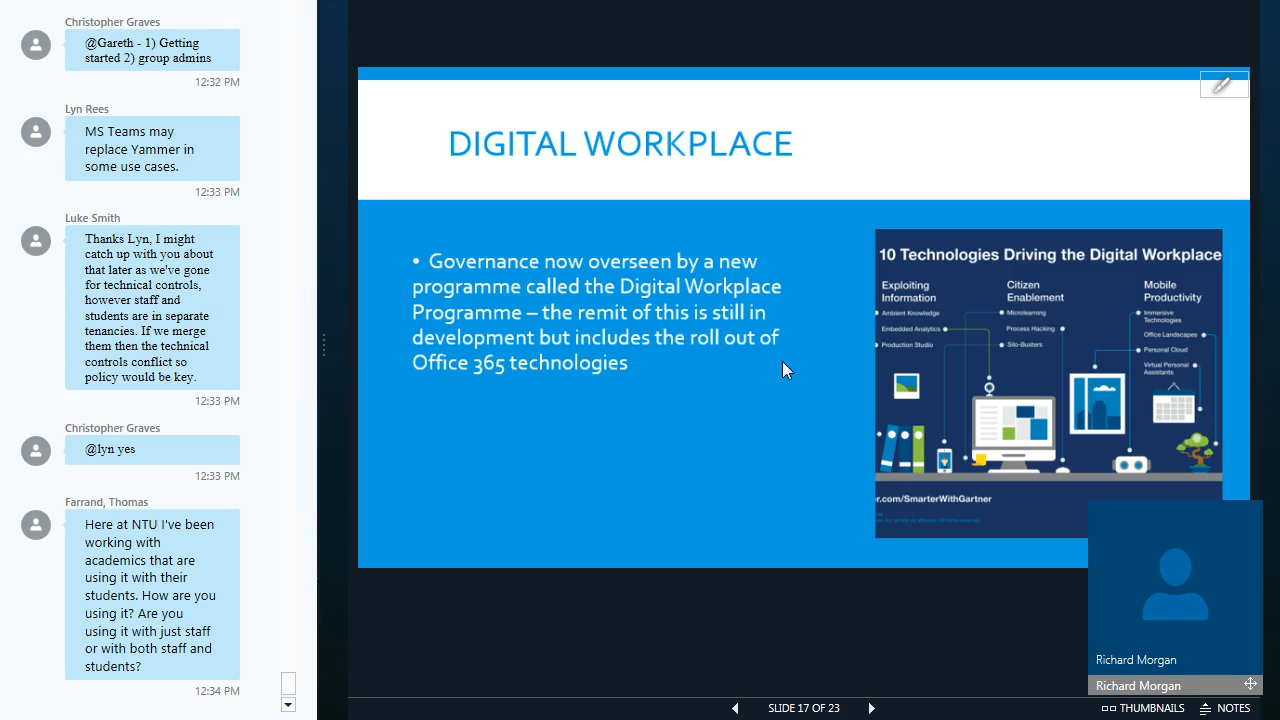 Christopher Graves
@Gareth - 1) Getting
started 2) group admins
12:32 PM
Lyn Rees
MS Teams may
replace Yammer in
some use cases.
12:33 PM
Luke Smith
Thanks Lyn, I might
catch up with you about
that later as we've gone
for technical controls,
however staff and
students are in separate
tenancies. If we merge
them then the technical
controls conflict so
policy would be key.
12:33 PM
Christopher Graves
@lyn yes
12:33 PM
Farrand, Thomas
Here at NTU I've been
working with
academics that are
using it with their
students. How are you
using it? Are you
using it with just staff
or with both staff and
students?
12:34 PM
DIGITAL WORKPLACE
• Governance now overseen by a new
programme called the Digital Workplace
Programme – the remit of this is still in
development but includes the roll out of
Office 365 technologies
10 Technologies Driving the Digital Workplace
Exploiting
Information
Ambient Knowledge
Embedded Analytics
Production Studio
Citizen
Enablement
Microlearning
Process Hacking
Silo-Busters
Mobile
Productivity
Immersive
Technologies
Office Landscapes
Personal Cloud
Virtual Personal
Assistants
er.com/SmarterWithGartner
Richard Morgan
Richard Morgan
SLIDE 17 OF 23
THUMBNAILS
NOTES